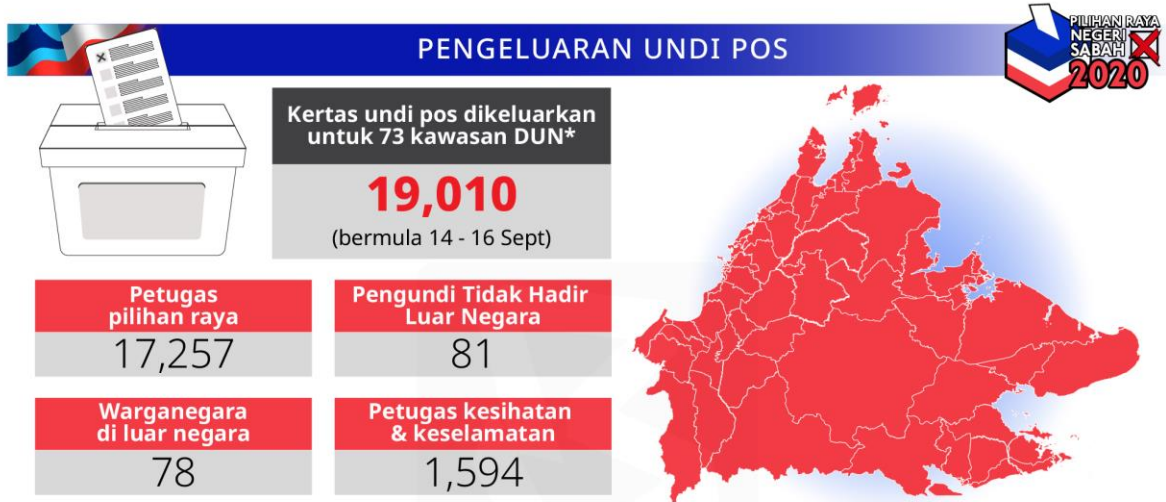 PENGELUARAN UNDI POS
PILIHAN RAYA
NEGERI
SABAH
2020
Kertas undi pos dikeluarkan
untuk 73 kawasan DUN*
19,010
(bermula 14 - 16 Sept)
Petugas
pilihan raya
17,257
Pengundi Tidak Hadir
Luar Negara
81
Warganegara
di luar negara
78
Petugas kesihatan
& keselamatan
1,594